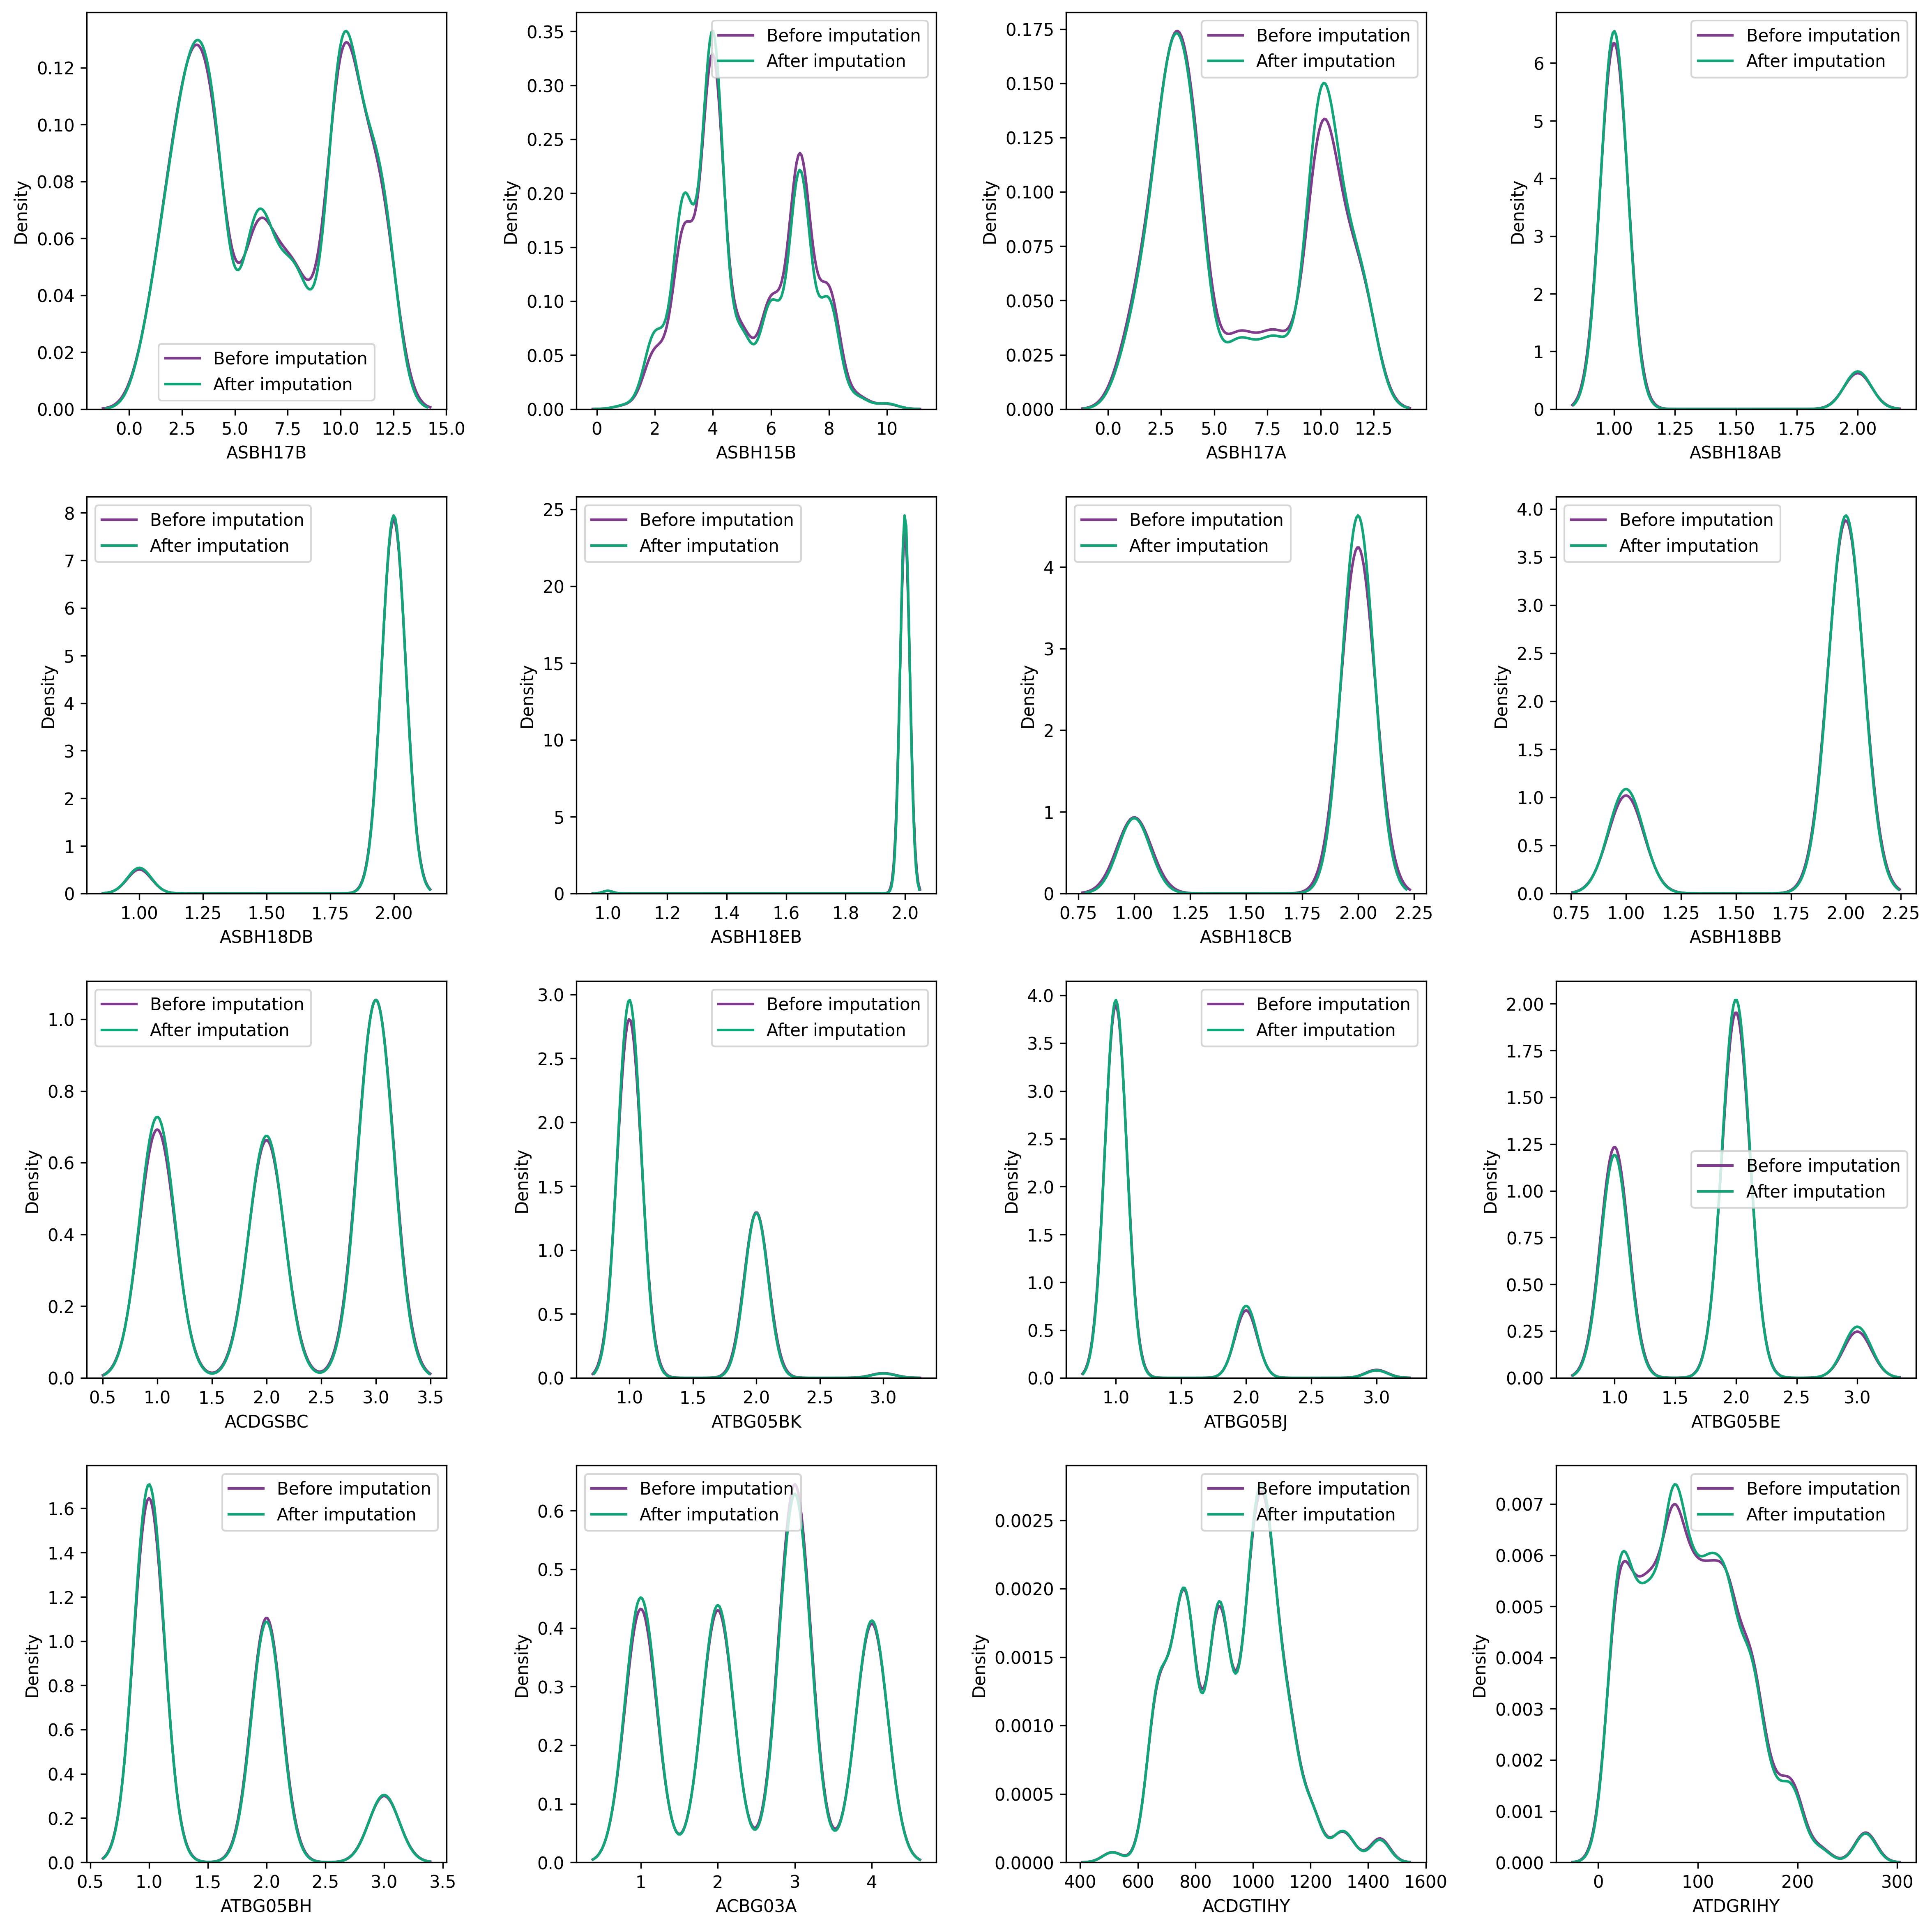 Density
0.00 0.02 0.04 0.06 0.08 0.10 0.12
Before imputation
After imputation
0.0 2.5 5.0 7.5 10.0 12.5 15.0
ASBH17B
Density
0.00 0.05 0.10 0.15 0.20 0.25 0.30 0.35
Before imputation
After imputation
0 2 4 6 8 10
ASBH15B
Density
0.000 0.025 0.050 0.075 0.100 0.125 0.150 0.175
Before imputation
After imputation
0.0 2.5 5.0 7.5 10.0 12.5
ASBH17A
Density
0 1 2 3 4 5 6
Before imputation
After imputation
1.00 1.25 1.50 1.75 2.00
ASBH18AB
Density
0 1 2 3 4 5 6 7 8
Before imputation
After imputation
1.00 1.25 1.50 1.75 2.00
ASBH18DB
Density
0 5 10 15 20 25
Before imputation
After imputation
1.0 1.2 1.4 1.6 1.8 2.0
ASBH18EB
Density
0 1 2 3 4
Before imputation
After imputation
0.75 1.00 1.25 1.50 1.75 2.00 2.25
ASBH18CB
Density
0.0 0.5 1.0 1.5 2.0 2.5 3.0 3.5 4.0
Before imputation
After imputation
0.75 1.00 1.25 1.50 1.75 2.00 2.25
ASBH18BB
Density
0.0 0.2 0.4 0.6 0.8 1.0
Before imputation
After imputation
0.5 1.0 1.5 2.0 2.5 3.0 3.5
ACDGSBC
Density
0.0 0.5 1.0 1.5 2.0 2.5 3.0
Before imputation
After imputation
1.0 1.5 2.0 2.5 3.0
ATBG05BK
Density
0.0 0.5 1.0 1.5 2.0 2.5 3.0 3.5 4.0
Before imputation
After imputation
1.0 1.5 2.0 2.5 3.0
ATBG05BJ
Density
0.00 0.25 0.50 0.75 1.00 1.25 1.50 1.75 2.00
Before imputation
After imputation
1.0 1.5 2.0 2.5 3.0
ATBG05BE
Density
0.0 0.2 0.4 0.6 0.8 1.0 1.2 1.4 1.6
Before imputation
After imputation
0.5 1.0 1.5 2.0 2.5 3.0 3.5
ATBG05BH
Density
0.0 0.1 0.2 0.3 0.4 0.5 0.6
Before imputation
After imputation
1 2 3 4
ACBG03A
Density
0.0000 0.0005 0.0010 0.0015 0.0020 0.0025
Before imputation
After imputation
400 600 800 1000 1200 1400 1600
ACDGTIHY
Density
0.000 0.001 0.002 0.003 0.004 0.005 0.006 0.007
Before imputation
After imputation
0 100 200 300
ATDGRIHY